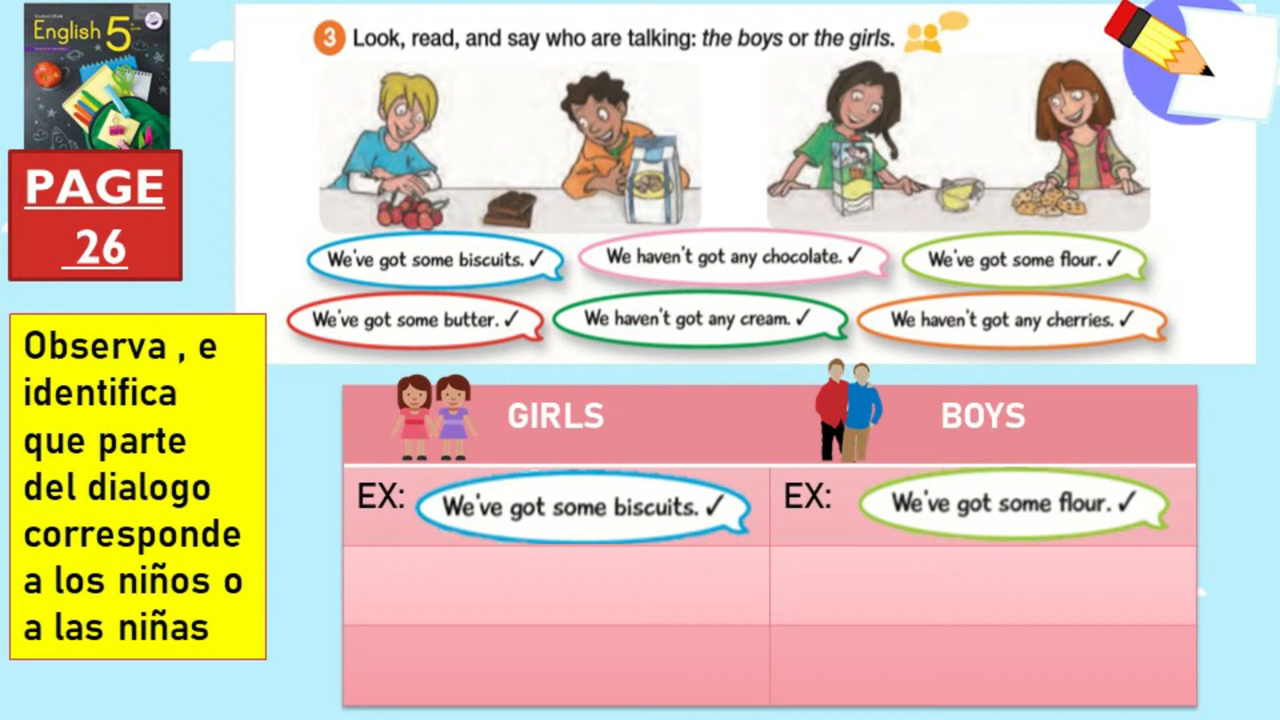 English 5
PAGE
26
3 Look, read, and say who are talking: the boys or the girls.
We've got some biscuits. ✓
We haven't got any chocolate. ✓
We've got some flour. ✓
We've got some butter. ✓
We haven't got any cream. ✓
We haven't got any cherries. ✓
Observa , e
identifica
que parte
del dialogo
corresponde
a los niños o
a las niñas
GIRLS
BOYS
EX: We've got some biscuits. ✓
EX: We've got some flour. ✓